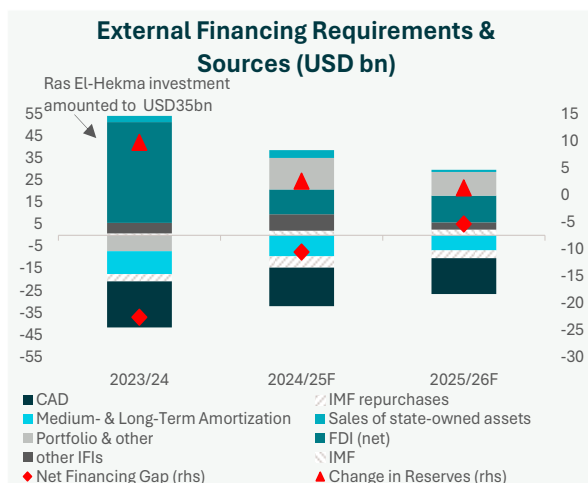 External Financing Requirements &
Sources (USD bn)
Ras El-Hekma investment
amounted to USD35bn
55
45
35
25
15
5
-5
-15
-25
-35
-45
-55
15
10
5
0
-5
-10
-15
-20
-25
-30
2023/24 2024/25F 2025/26F
CAD IMF repurchases
Medium- & Long-Term Amortization Sales of state-owned assets
Portfolio & other FDI (net)
other IFIs IMF
Net Financing Gap (rhs) Change in Reserves (rhs)